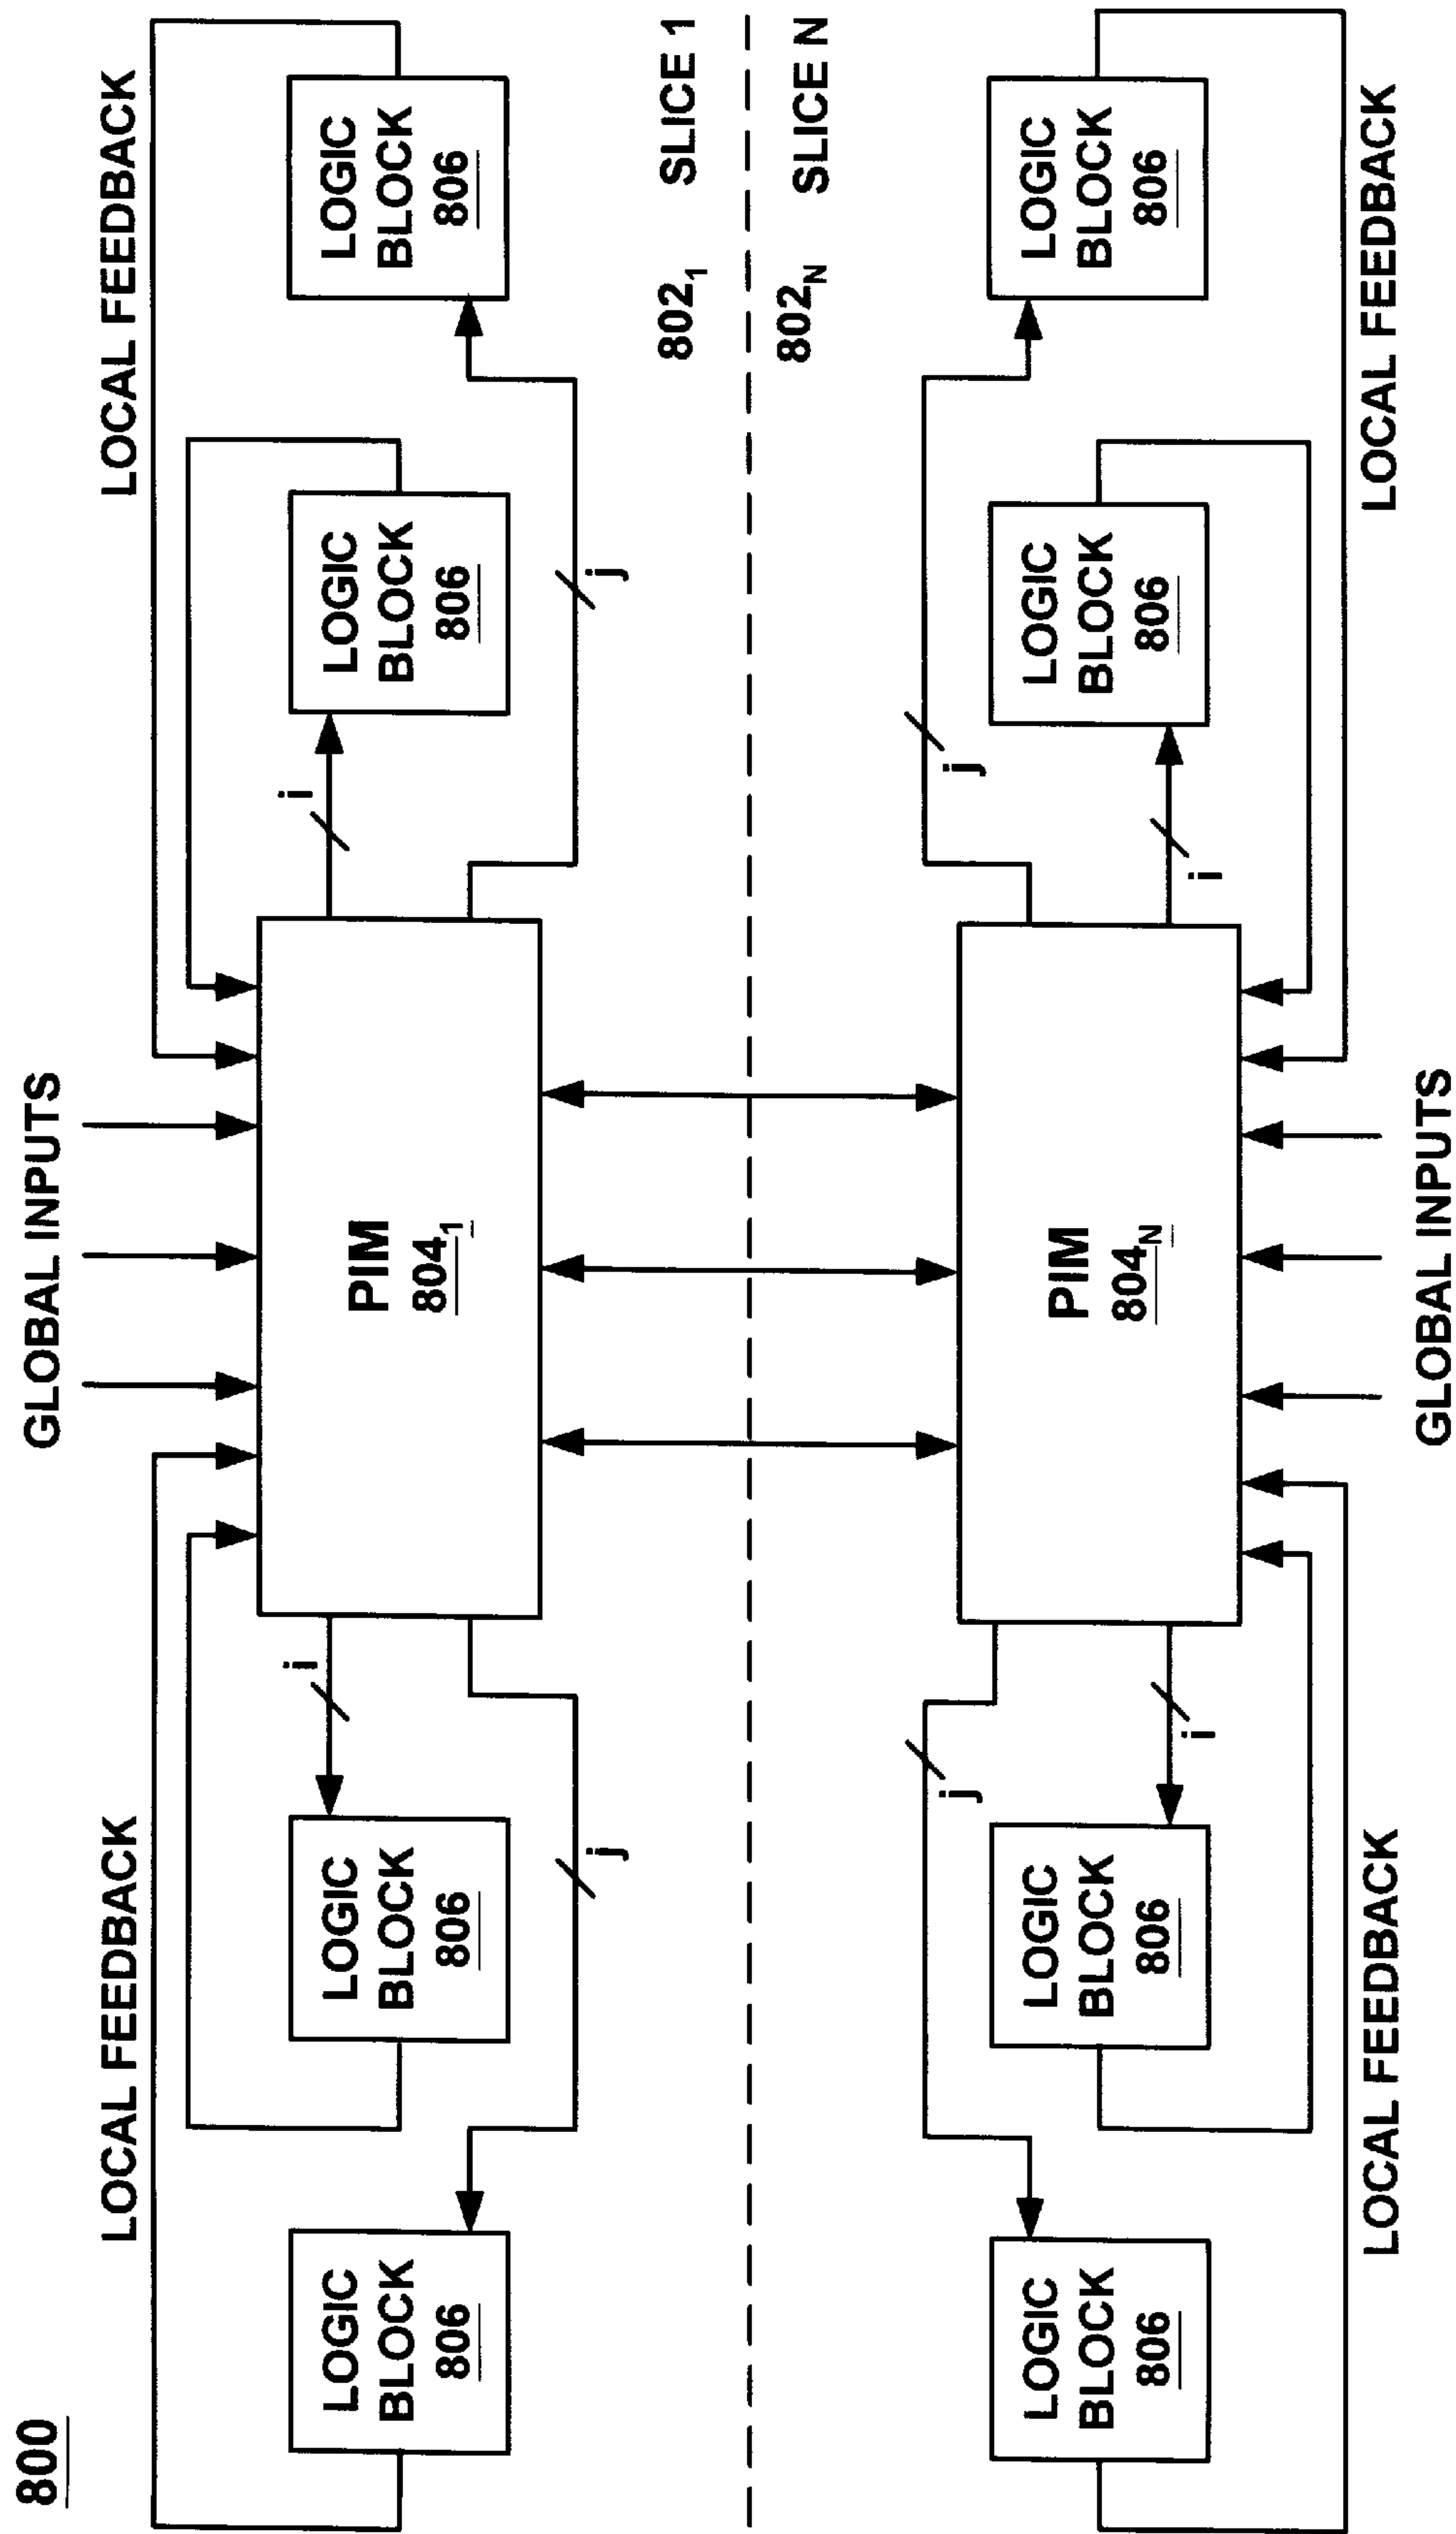 800
GLOBAL INPUTS
LOCAL FEEDBACK
LOCAL FEEDBACK
LOGIC
BLOCK
806
LOGIC
BLOCK
806
i
PIM
804₁
i
LOGIC
BLOCK
806
LOGIC
BLOCK
806
j
j
802₁ SLICE 1
802N SLICE N
j
j
LOGIC
BLOCK
806
LOGIC
BLOCK
806
i
PIM
804N
i
LOGIC
BLOCK
806
LOGIC
BLOCK
806
LOCAL FEEDBACK
LOCAL FEEDBACK
GLOBAL INPUTS